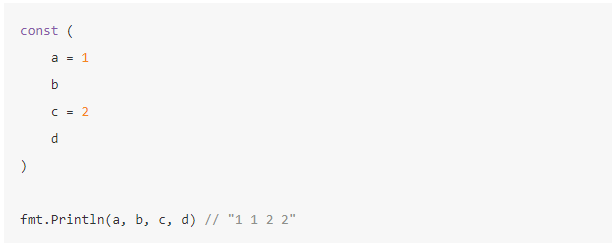 const (
    a = 1
    b
    c = 2
    d
)
fmt.Println(a, b, c, d) // "1 1 2 2"